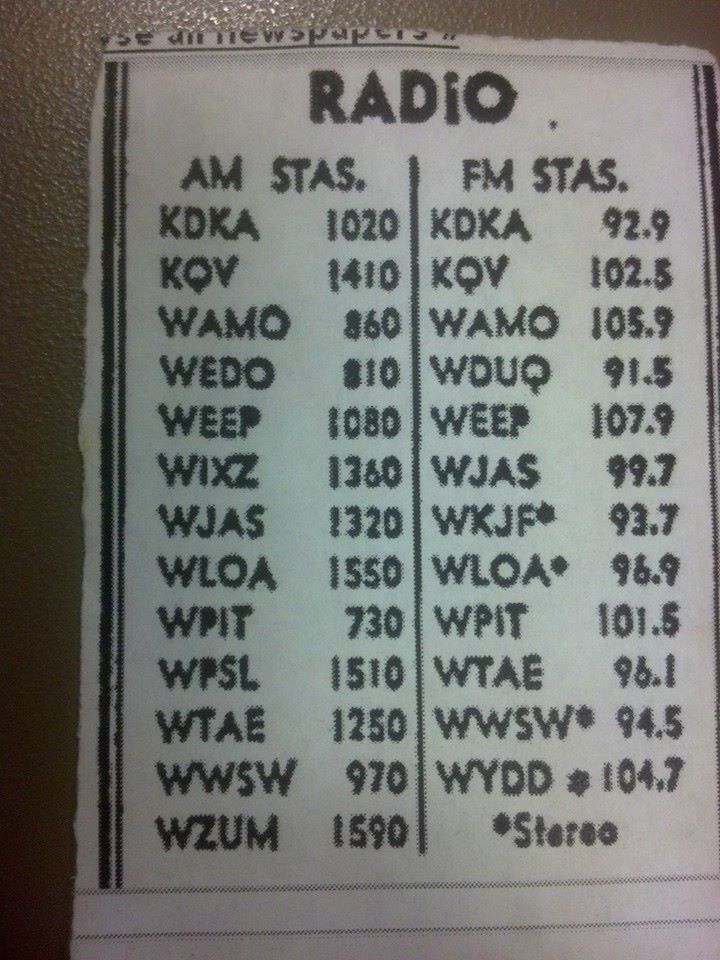 newspapers
RADiO
AM STAS.
KDKA 1020
KQV 1410
WAMO 860
WEDO 810
WEEP 1080
WIXZ 1360
WJAS 1320
WLOA 1550
WPIT 730
WPSL 1510
WTAE 1250
WWSW 970
WZUM 1590
FM STAS.
KDKA 92.9
KQV 102.5
WAMO 105.9
WDUQ 91.5
WEEP 107.9
WJAS 99.7
WKJF* 93.7
WLOA* 96.9
WPIT 101.5
WTAE 96.1
WWSW* 94.5
WYDD * 104.7
*Stereo